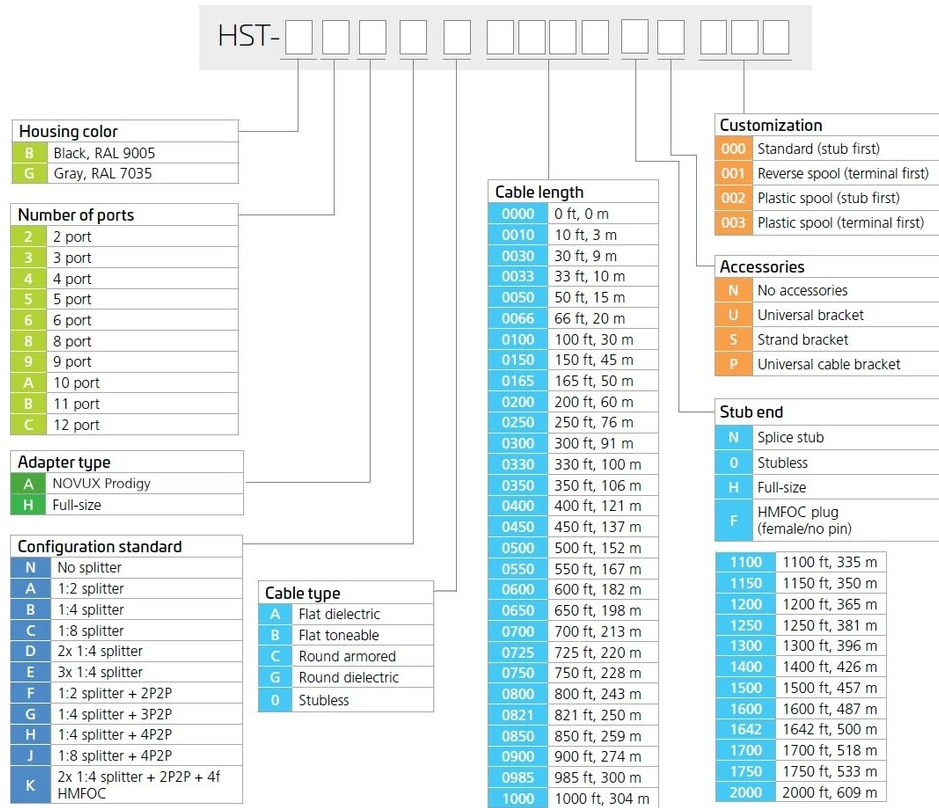 HST-
Housing color
B Black, RAL 9005
G Gray, RAL 7035
Number of ports
2 2 port
3 3 port
4 4 port
5 5 port
6 6 port
8 8 port
9 9 port
A 10 port
B 11 port
C 12 port
Adapter type
A NOVUX Prodigy
H Full-size
Configuration standard
N No splitter
A 1:2 splitter
B 1:4 splitter
C 1:8 splitter
D 2x 1:4 splitter
E 3x 1:4 splitter
F 1:2 splitter + 2P2P
G 1:4 splitter + 3P2P
H 1:4 splitter + 4P2P
J 1:8 splitter + 4P2P
K 2x 1:4 splitter + 2P2P + 4f
HMFOC
Cable type
A Flat dielectric
B Flat toneable
C Round armored
G Round dielectric
0 Stubless
Cable length
0000 0 ft, 0 m
0010 10 ft, 3 m
0030 30 ft, 9 m
0033 33 ft, 10 m
0050 50 ft, 15 m
0066 66 ft, 20 m
0100 100 ft, 30 m
0150 150 ft, 45 m
0165 165 ft, 50 m
0200 200 ft, 60 m
0250 250 ft, 76 m
0300 300 ft, 91 m
0330 330 ft, 100 m
0350 350 ft, 106 m
0400 400 ft, 121 m
0450 450 ft, 137 m
0500 500 ft, 152 m
0550 550 ft, 167 m
0600 600 ft, 182 m
0650 650 ft, 198 m
0700 700 ft, 213 m
0725 725 ft, 220 m
0750 750 ft, 228 m
0800 800 ft, 243 m
0821 821 ft, 250 m
0850 850 ft, 259 m
0900 900 ft, 274 m
0985 985 ft, 300 m
1000 1000 ft, 304 m
1100 1100 ft, 335 m
1150 1150 ft, 350 m
1200 1200 ft, 365 m
1250 1250 ft, 381 m
1300 1300 ft, 396 m
1400 1400 ft, 426 m
1500 1500 ft, 457 m
1600 1600 ft, 487 m
1642 1642 ft, 500 m
1700 1700 ft, 518 m
1750 1750 ft, 533 m
2000 2000 ft, 609 m
Stub end
N Splice stub
0 Stubless
H Full-size
F HMFOC plug
(female/no pin)
Accessories
N No accessories
U Universal bracket
S Strand bracket
P Universal cable bracket
Customization
000 Standard (stub first)
001 Reverse spool (terminal first)
002 Plastic spool (stub first)
003 Plastic spool (terminal first)